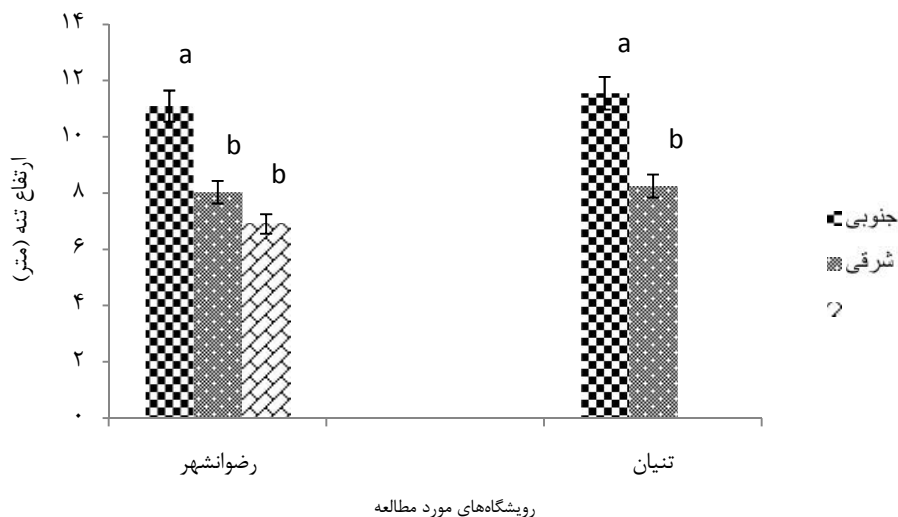 ۱۴
۱۲
۱۰
۸
۶
۴
۲
۰
ارتفاع تنه (متر)
a
b
b
a
b
رضوانشهر
تنیان
رویشگاه‌های مورد مطالعه
جنوبی
شرقی